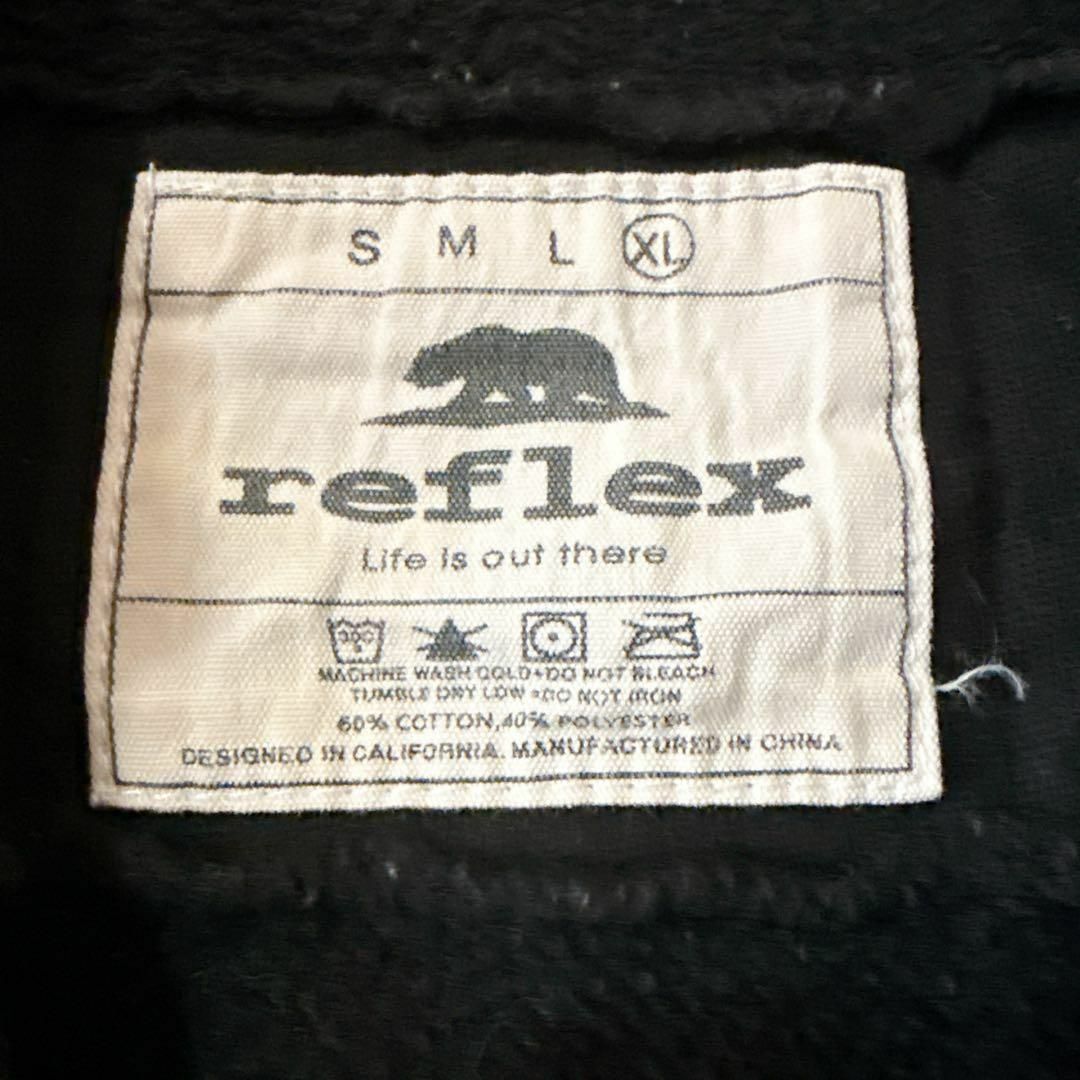 S M L XL
reflex
Life is out there
30C
MACHINE WASH COLD•DO NOT BLEACH
TUMBLE DRY LOW •DO NOT IRON
60% COTTON,40% POLYESTER
DESIGNED IN CALIFORNIA. MANUFACTURED IN CHINA